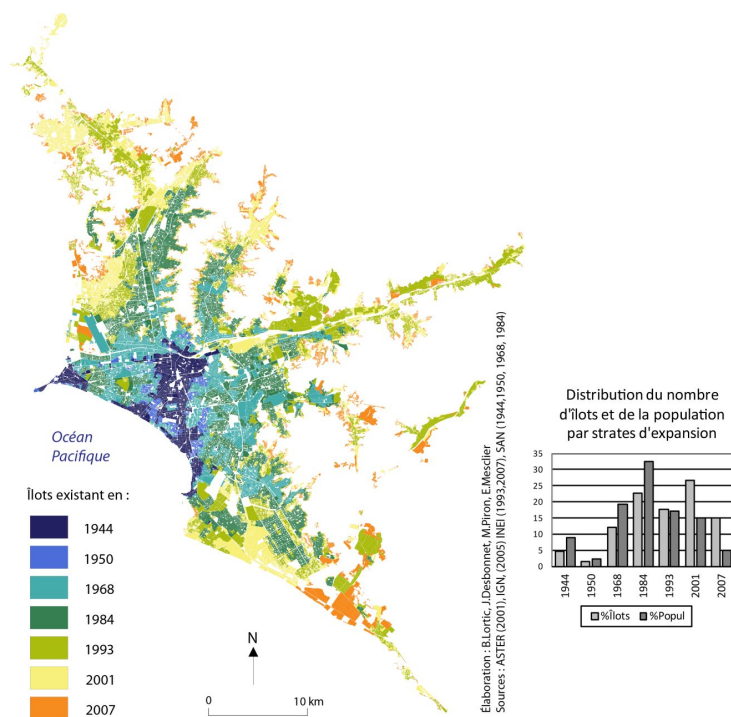 Océan
Pacifique
Îlots existant en :
1944
1950
1968
1984
1993
2001
2007
N
0 10 km
Élaboration : B.Lortic, J.Desbonnet, M.Piron, E.Mesclier
Sources : ASTER (2001), IGN, (2005) INEI (1993,2007), SAN (1944,1950, 1968, 1984)
Distribution du nombre
d'îlots et de la population
par strates d'expansion
35
30
25
20
15
10
5
0
1944 1950 1968 1984 1993 2001 2007
%Îlots %Popul